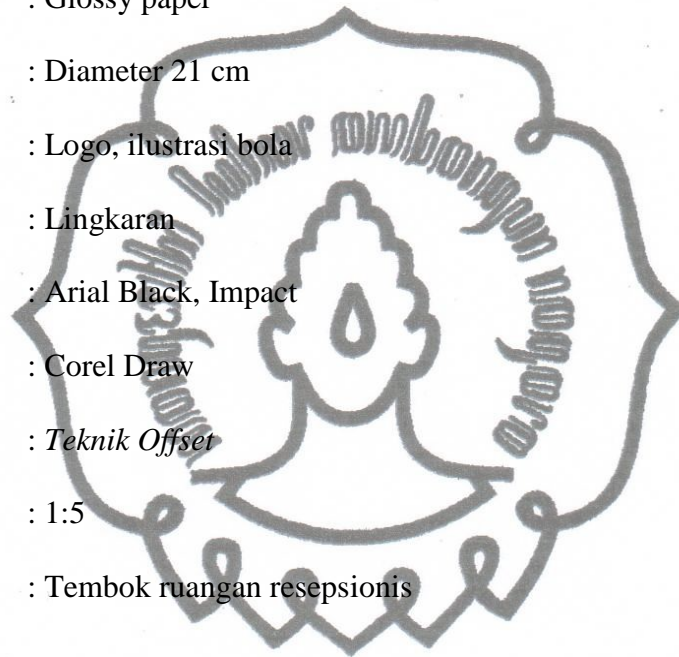 : Glossy paper
: Diameter 21 cm
: Logo, ilustrasi bola
: Lingkaran
: Arial Black, Impact
: Corel Draw
: Teknik Offset
: 1:5
: Tembok ruangan resepsionis